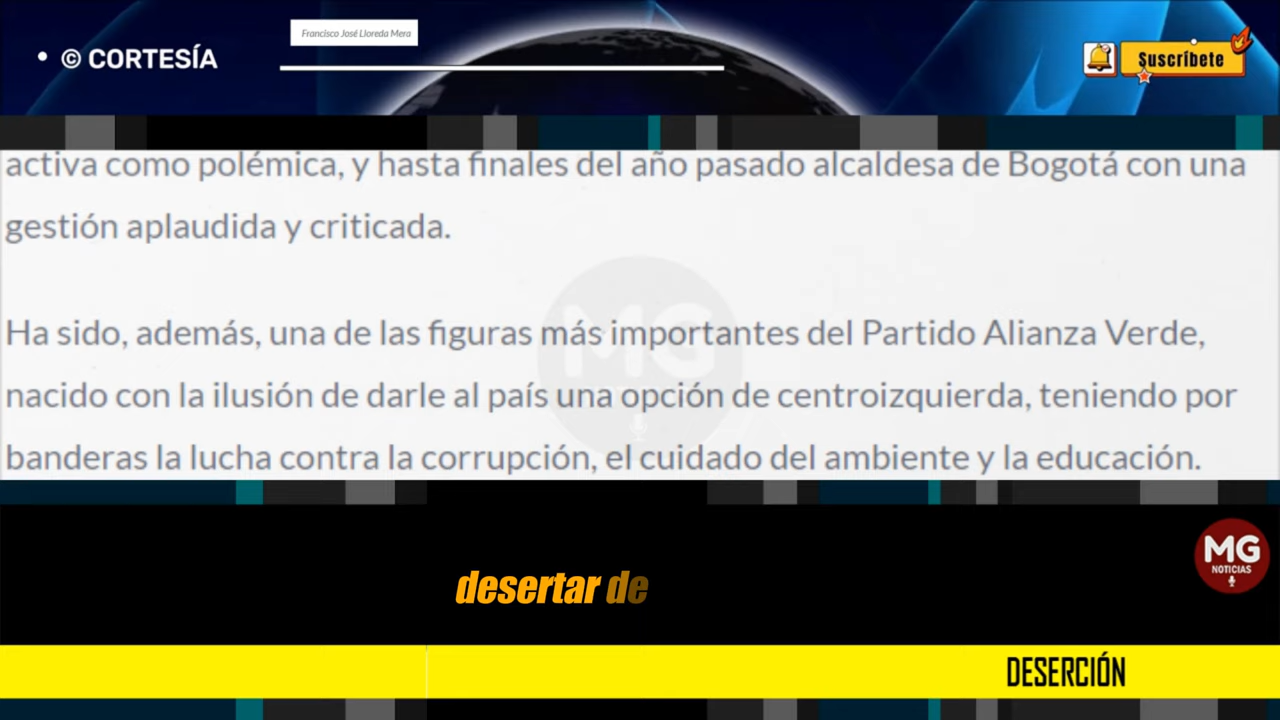 Francisco José Lloreda Mera
• © CORTESÍA
Suscríbete
activa como polémica, y hasta finales del año pasado alcaldesa de Bogotá con una
gestión aplaudida y criticada.
Ha sido, además, una de las figuras más importantes del Partido Alianza Verde,
nacido con la ilusión de darle al país una opción de centroizquierda, teniendo por
banderas la lucha contra la corrupción, el cuidado del ambiente y la educación.
MG
desertar de
MG
NOTICIAS
DESERCIÓN